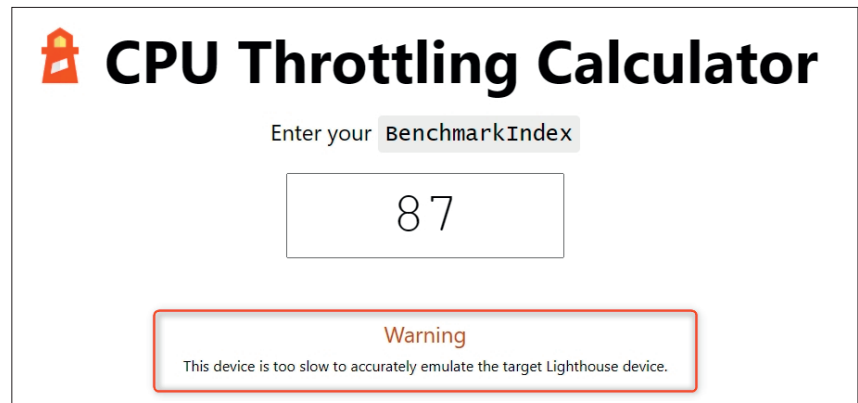 CPU Throttling Calculator
Enter your BenchmarkIndex
87
Warning
This device is too slow to accurately emulate the target Lighthouse device.